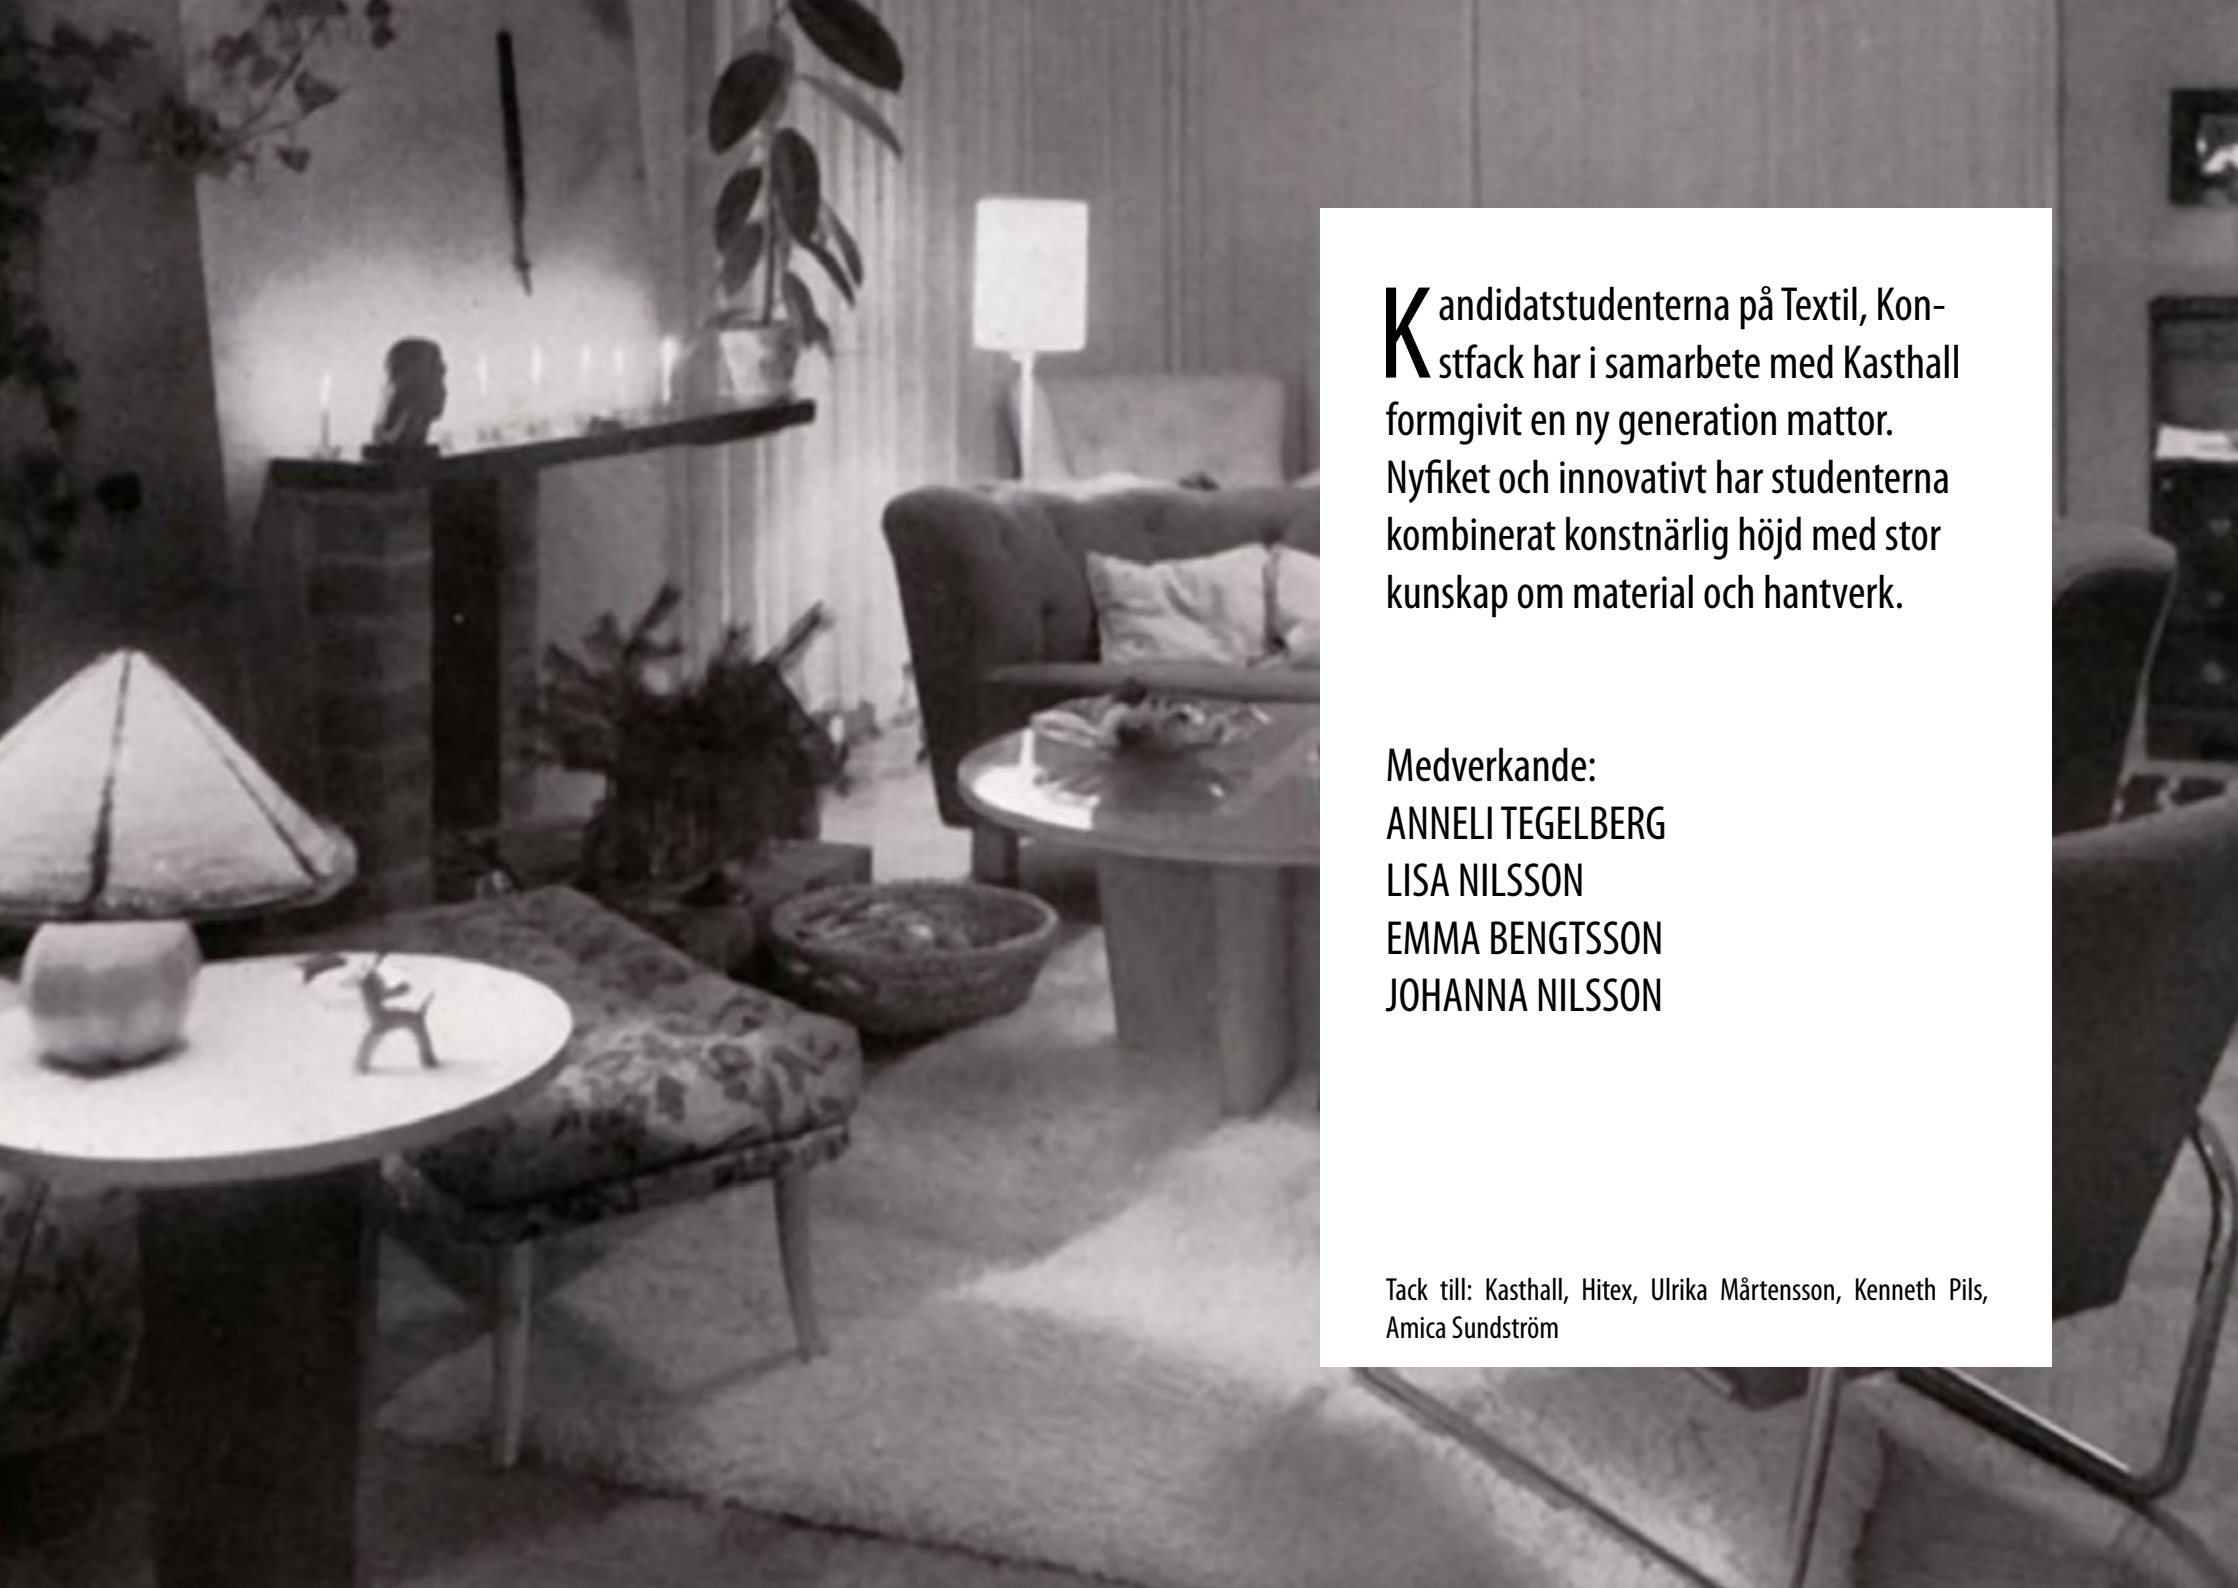 Kandidatstudenterna på Textil, Kon-
stfack har i samarbete med Kasthall
formgivit en ny generation mattor.
Nyfiket och innovativt har studenterna
kombinerat konstnärlig höjd med stor
kunskap om material och hantverk.
Medverkande:
ANNELI TEGELBERG
LISA NILSSON
EMMA BENGTSSON
JOHANNA NILSSON
Tack till: Kasthall, Hitex, Ulrika Mårtensson, Kenneth Pils,
Amica Sundström